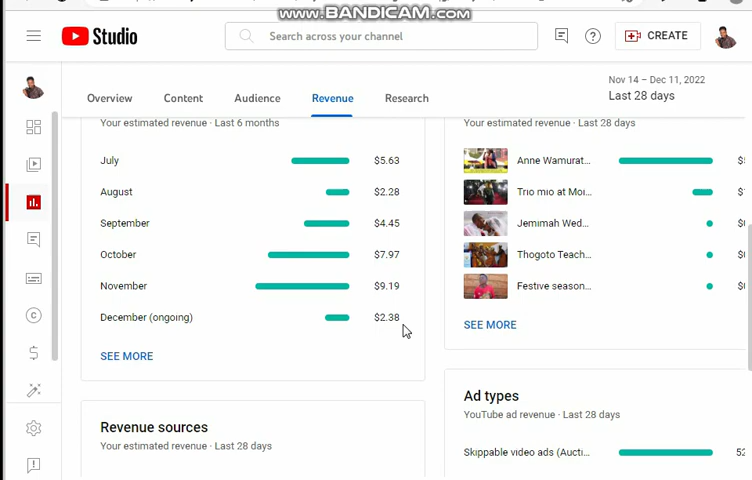 www.BANDICAM.com
Studio
Search across your channel
CREATE
Overview
Content
Audience
Revenue
Research
Nov 14 – Dec 11, 2022
Last 28 days
Your estimated revenue · Last 6 months
July $5.63
August $2.28
September $4.45
October $7.97
November $9.19
December (ongoing) $2.38
SEE MORE
Revenue sources
Your estimated revenue · Last 28 days
Your estimated revenue · Last 28 days
Anne Wamurat...
Trio mio at Moi...
Jemimah Wed...
Thogoto Teach...
Festive season...
SEE MORE
Ad types
YouTube ad revenue · Last 28 days
Skippable video ads (Aucti...